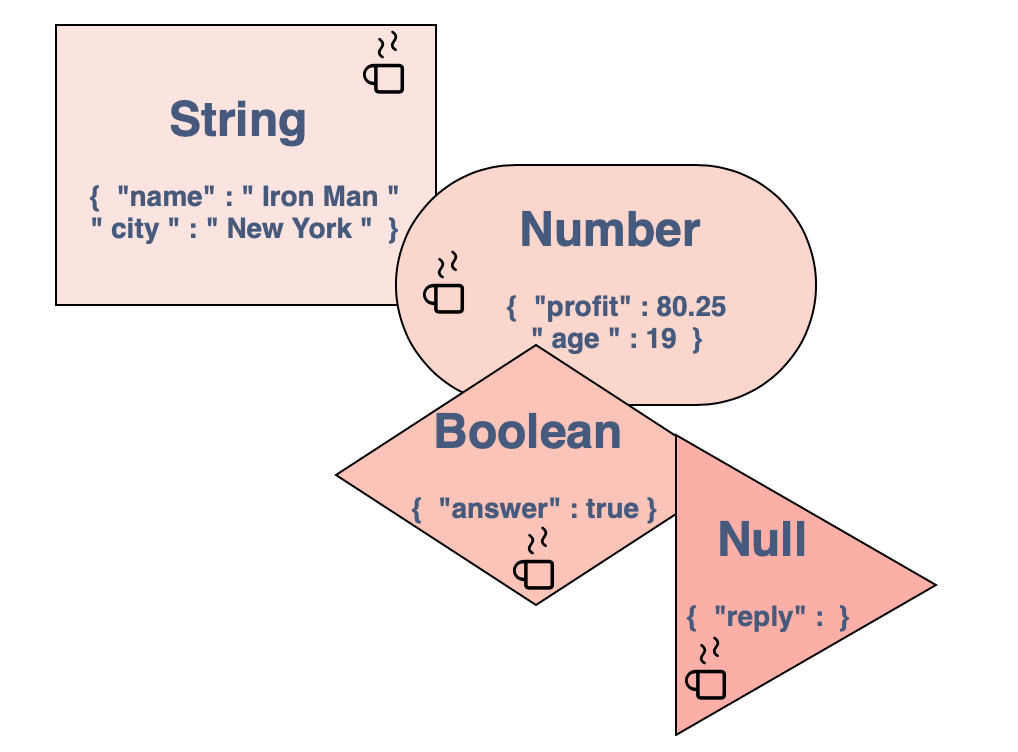 String
{ "name" : " Iron Man "
" city " : " New York " }
Number
{ "profit" : 80.25
" age " : 19 }
Boolean
{ "answer" : true }
Null
{ "reply" : }